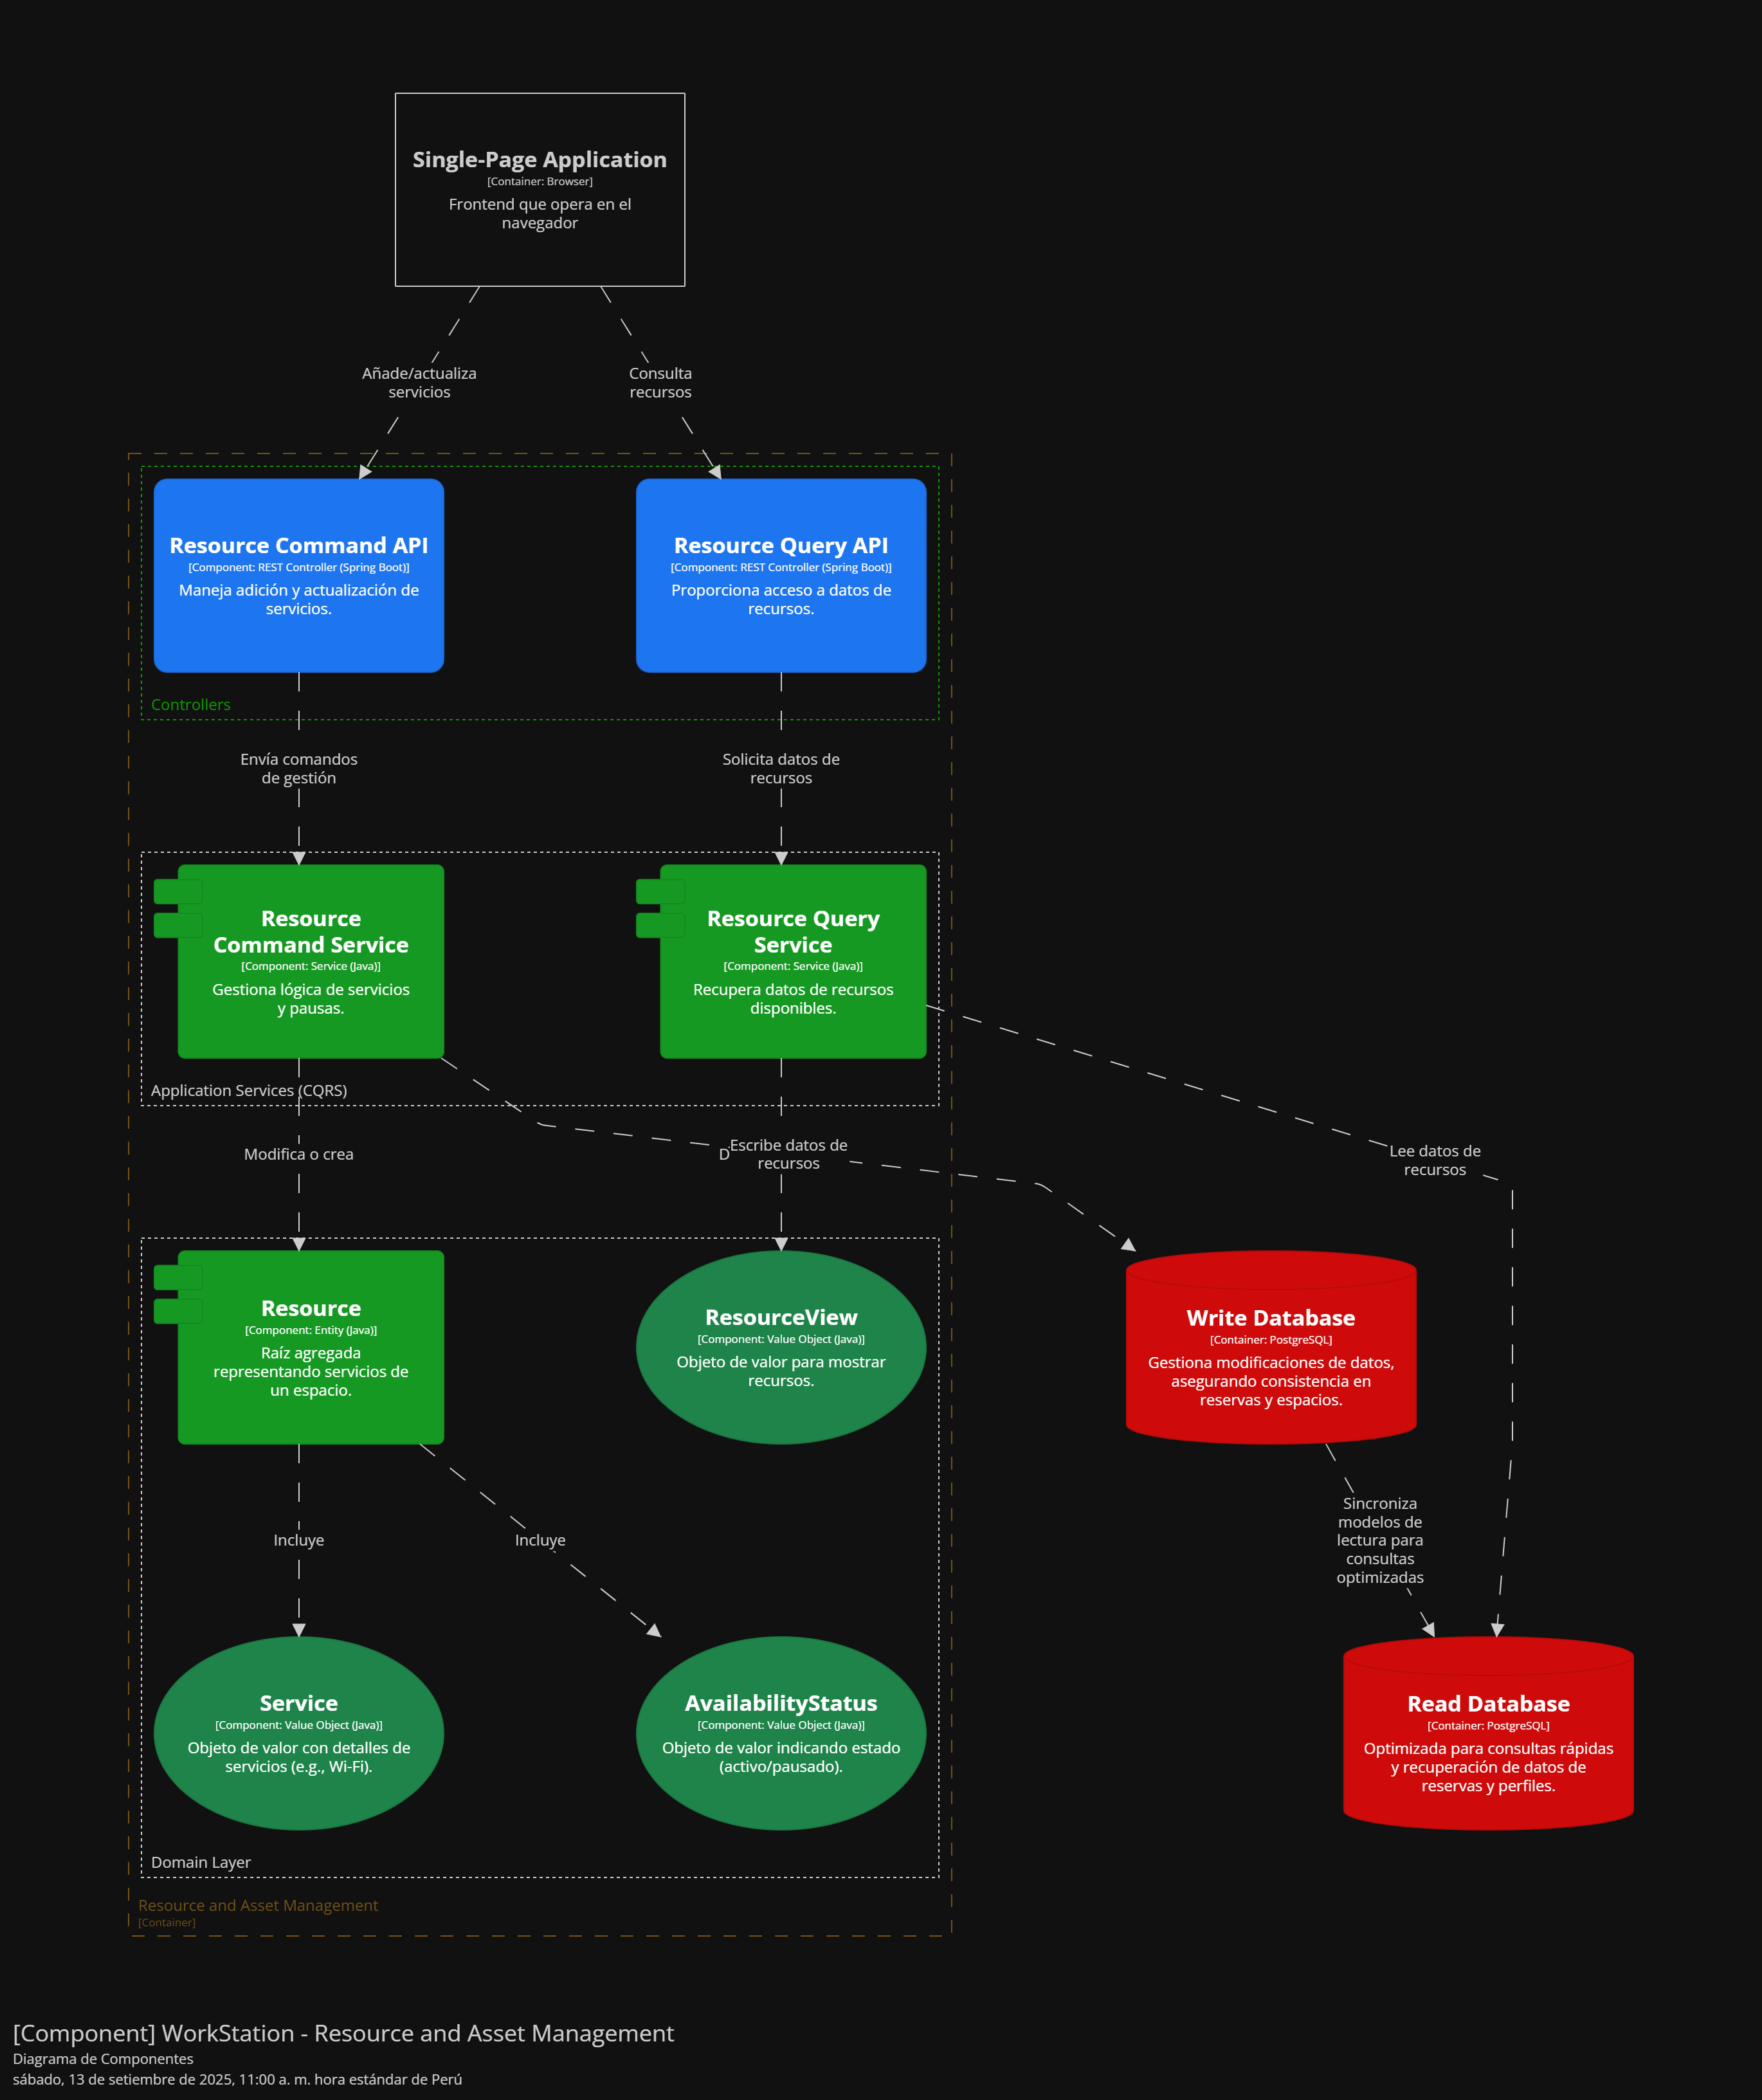 Single-Page Application
[Container: Browser]
Frontend que opera en el
navegador
Añade/actualiza
servicios
Consulta
recursos
Resource Command API
[Component: REST Controller (Spring Boot)]
Maneja adición y actualización de
servicios.
Resource Query API
[Component: REST Controller (Spring Boot)]
Proporciona acceso a datos de
recursos.
Controllers
Envía comandos
de gestión
Solicita datos de
recursos
Resource
Command Service
[Component: Service (Java)]
Gestiona lógica de servicios
y pausas.
Resource Query
Service
[Component: Service (Java)]
Recupera datos de recursos
disponibles.
Application Services (CQRS)
Modifica o crea
Escribe datos de
recursos
Lee datos de
recursos
Resource
[Component: Entity (Java)]
Raíz agregada
representando servicios de
un espacio.
ResourceView
[Component: Value Object (Java)]
Objeto de valor para mostrar
recursos.
Write Database
[Container: PostgreSQL]
Gestiona modificaciones de datos,
asegurando consistencia en
reservas y espacios.
Incluye
Incluye
Sincroniza
modelos de
lectura para
consultas
optimizadas
Service
[Component: Value Object (Java)]
Objeto de valor con detalles de
servicios (e.g., Wi-Fi).
AvailabilityStatus
[Component: Value Object (Java)]
Objeto de valor indicando estado
(activo/pausado).
Read Database
[Container: PostgreSQL]
Optimizada para consultas rápidas
y recuperación de datos de
reservas y perfiles.
Domain Layer
Resource and Asset Management
[Container]
[Component] WorkStation - Resource and Asset Management
Diagrama de Componentes
sábado, 13 de setiembre de 2025, 11:00 a. m. hora estándar de Perú